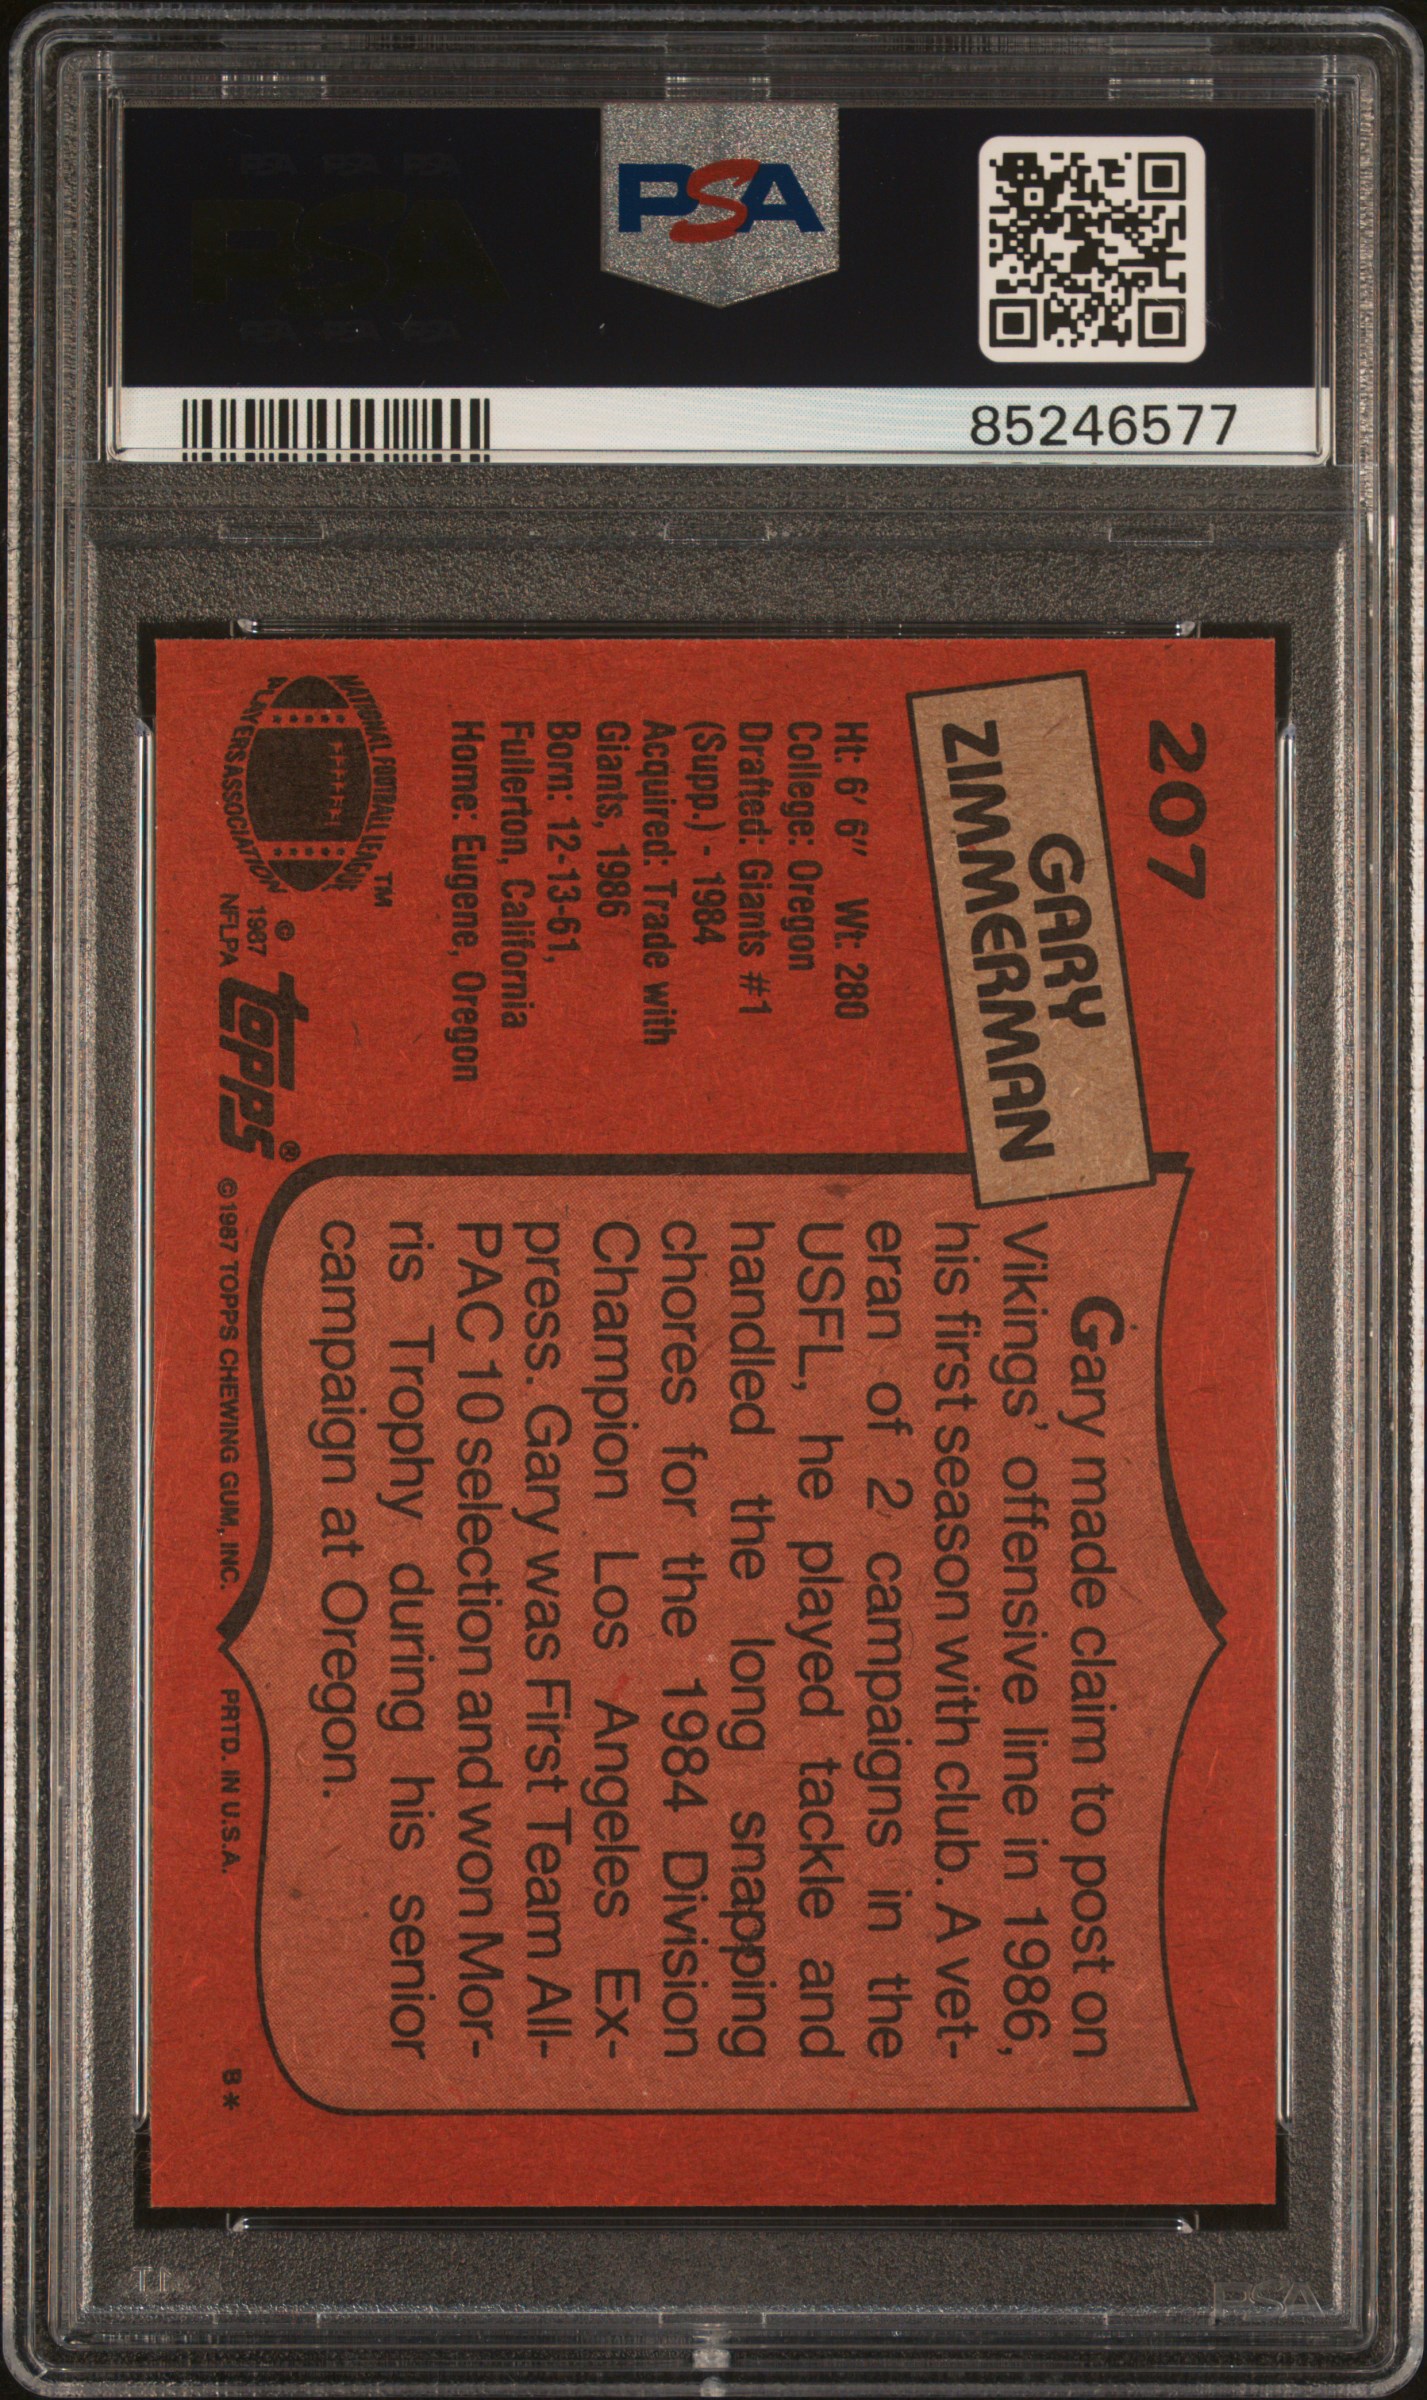 PSA
85246577
207
GARY
ZIMMERMAN
Ht: 6' 6" Wt: 280
College: Oregon
Drafted: Giants #1
(Supp.) - 1984
Acquired: Trade with
Giants, 1986
Born: 12-13-61,
Fullerton, California
Home: Eugene, Oregon
NATIONAL FOOTBALL LEAGUE
PLAYERS ASSOCIATION
TM
©
1987
NFLPA
TOPPS®
Gary made claim to post on
Vikings' offensive line in 1986,
his first season with club. A vet-
eran of 2 campaigns in the
USFL, he played tackle and
handled the long snapping
chores for the 1984 Division
Champion Los Angeles Ex-
press. Gary was First Team All-
PAC 10 selection and won Mor-
ris Trophy during his senior
campaign at Oregon.
© 1987 TOPPS CHEWING GUM, INC. PRTD. IN U.S.A. B*
PSA